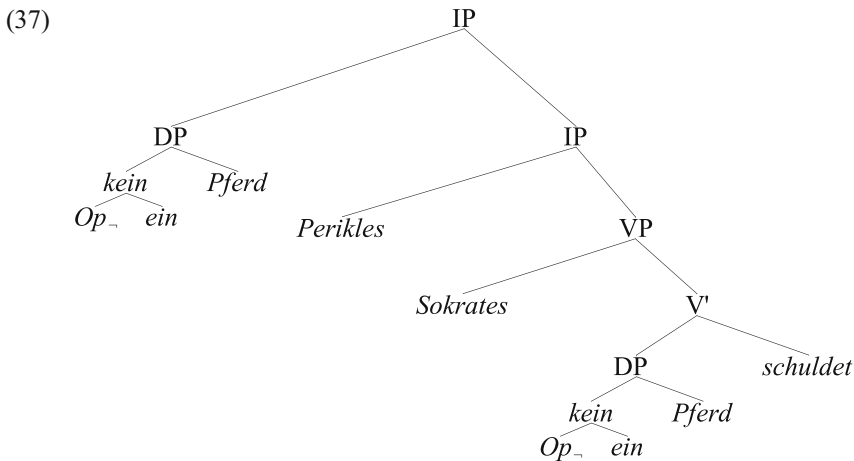 (37) IP
DP IP
kein Pferd
Op¬ ein Perikles VP
Sokrates V'
DP schuldet
kein Pferd
Op¬ ein